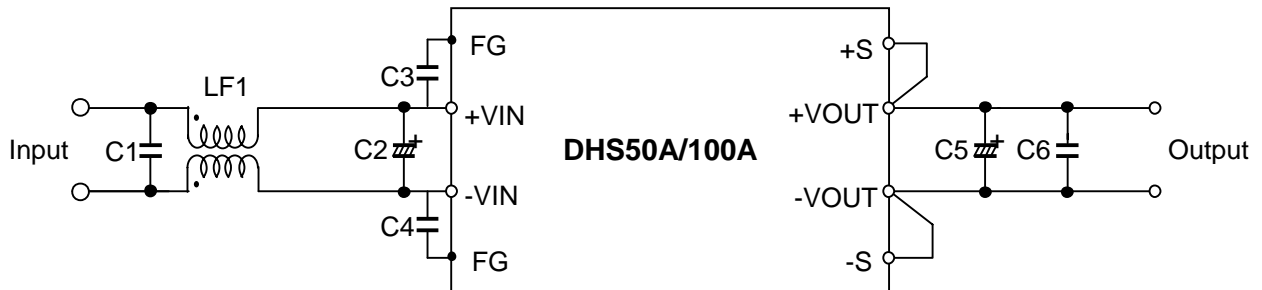 FG
+S
C3
LF1
+VIN
+VOUT
Input
C1
C2
+
DHS50A/100A
C5
+
C6
Output
-VIN
-VOUT
C4
FG
-S